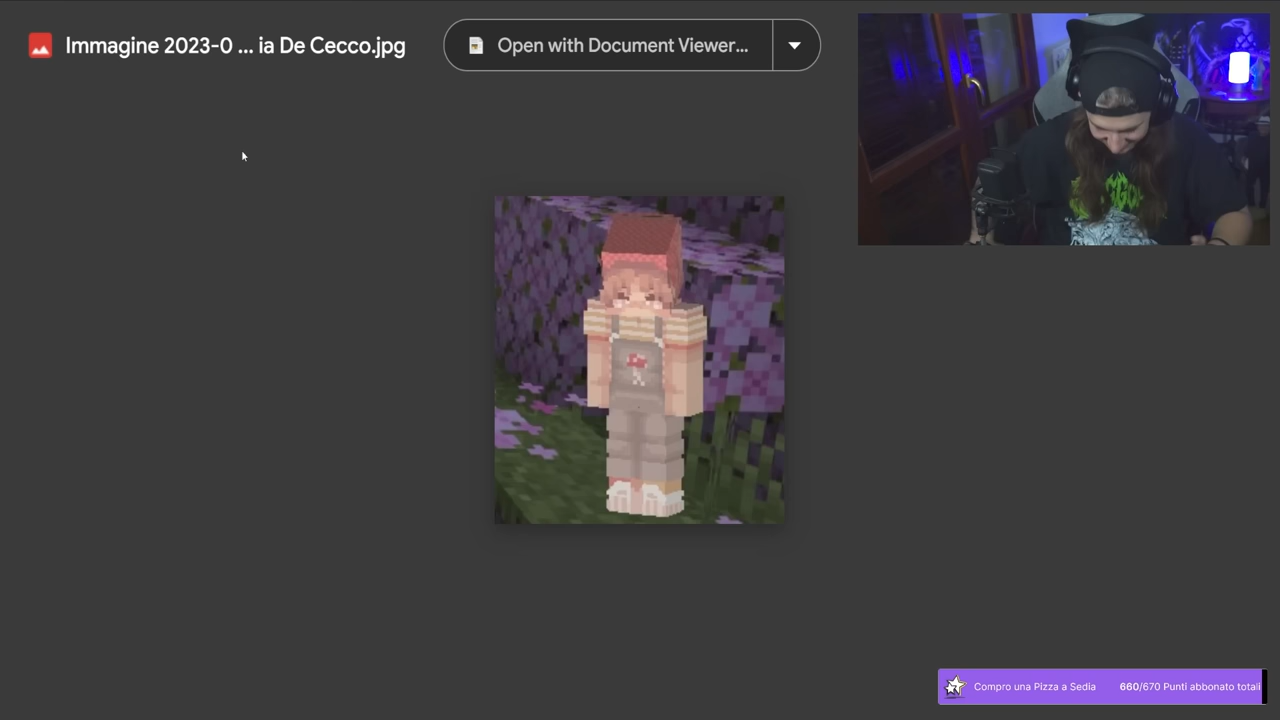 Immagine 2023-0 ... ia De Cecco.jpg
Open with Document Viewer...
Compro una Pizza a Sedia 660/670 Punti abbonato totali